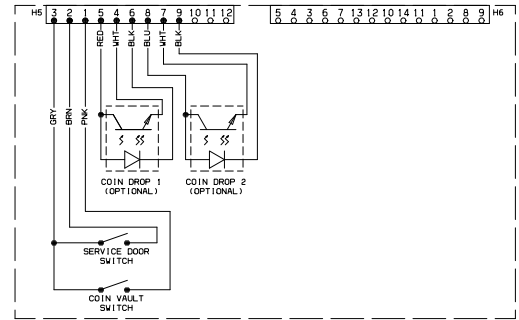 H5 3 2 1 5 4 6 8 7 9 10 11 12
5 4 3 6 7 13 12 10 14 11 1 2 8 9 H6
RED WHT BLK BLU WHT BLK
GRY BRN PNK
COIN DROP 1
(OPTIONAL)
COIN DROP 2
(OPTIONAL)
SERVICE DOOR
SWITCH
COIN VAULT
SWITCH